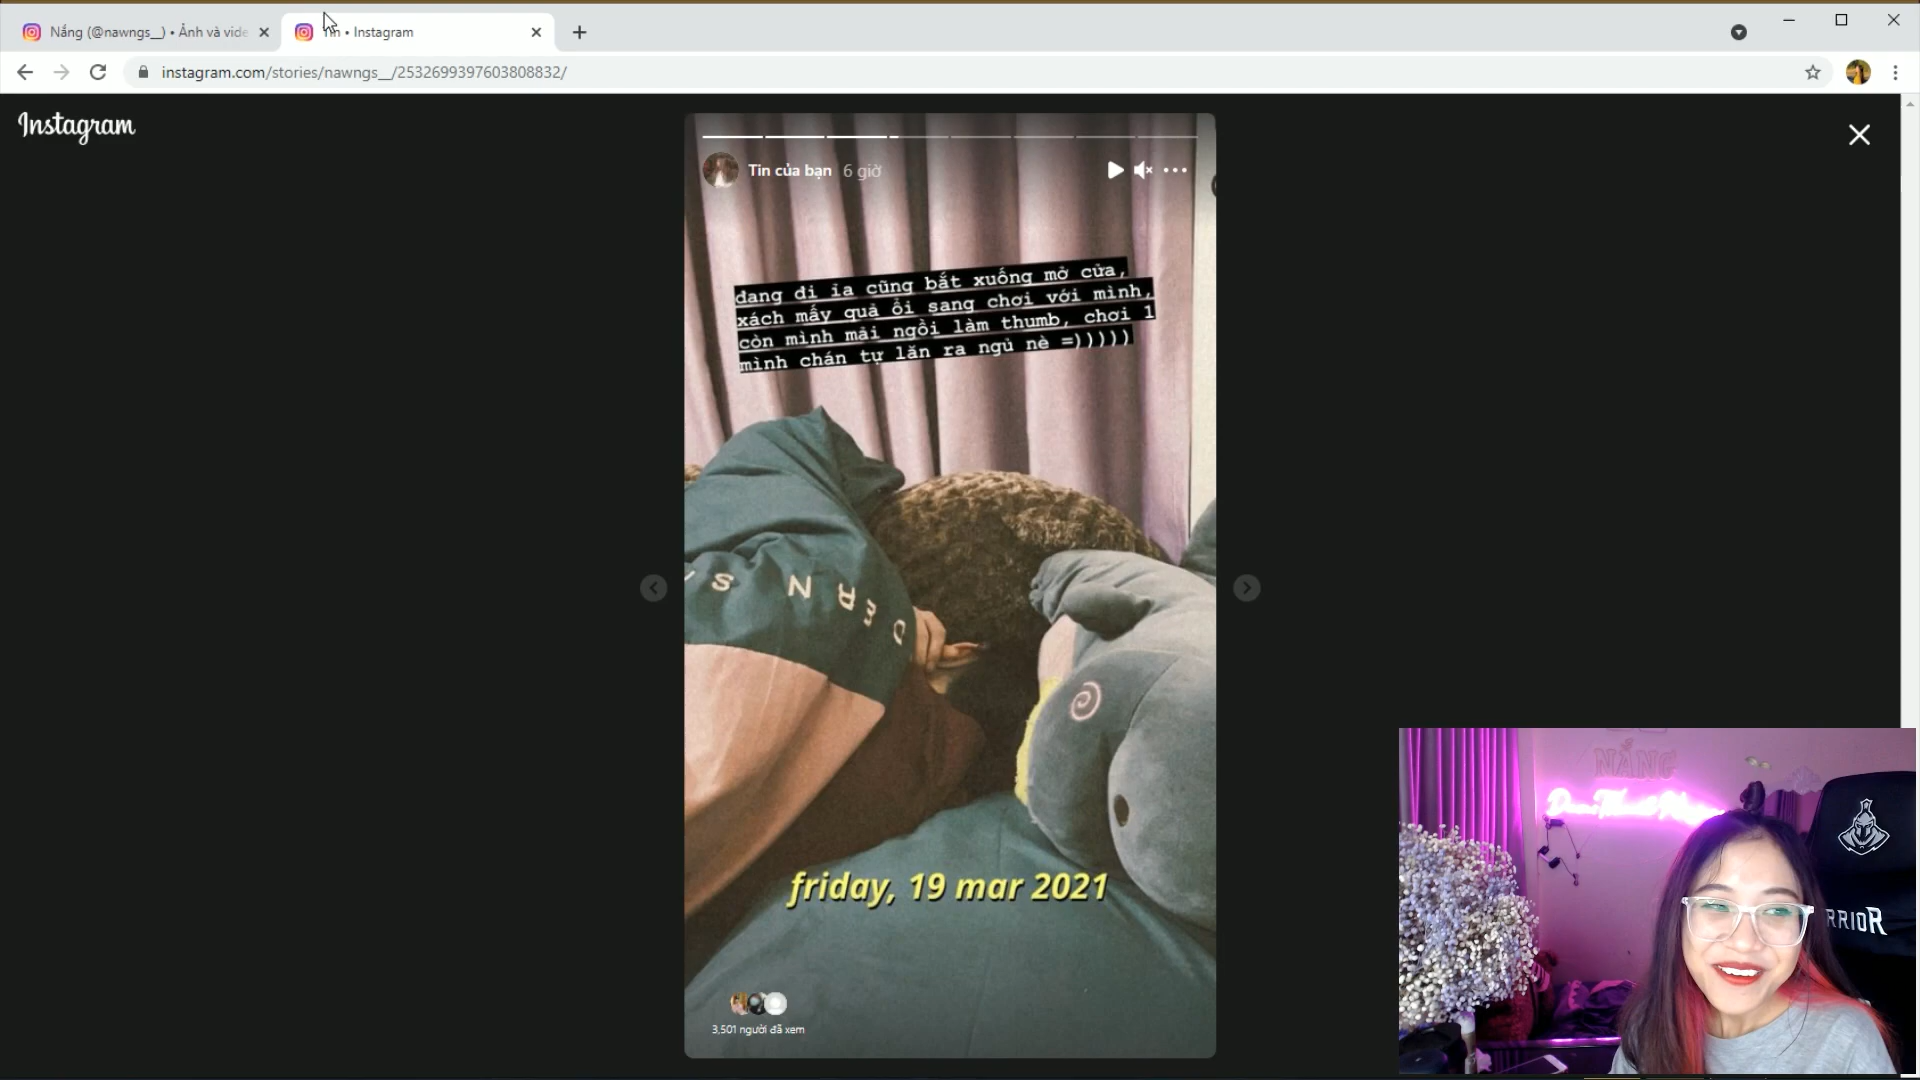 Nắng (@nawngs__) • Ảnh và vide
• Instagram
instagram.com/stories/nawngs__/2532699397603808832/
Instagram
Tin của bạn 6 giờ
đang đi ỉa cũng bắt xuống mở cửa,
xách mấy quả ổi sang chơi với mình,
còn mình mải ngồi làm thumb, chơi 1
mình chán tự lăn ra ngủ nè =)))))
S N R E D
friday, 19 mar 2021
3,501 người đã xem
NẮNG
RRIOR